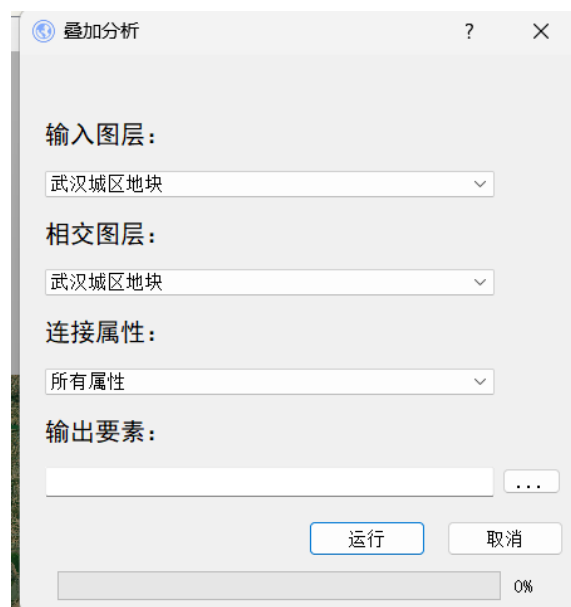 叠加分析
?
输入图层:
武汉城区地块
相交图层:
武汉城区地块
连接属性:
所有属性
输出要素:
...
运行
取消
0%